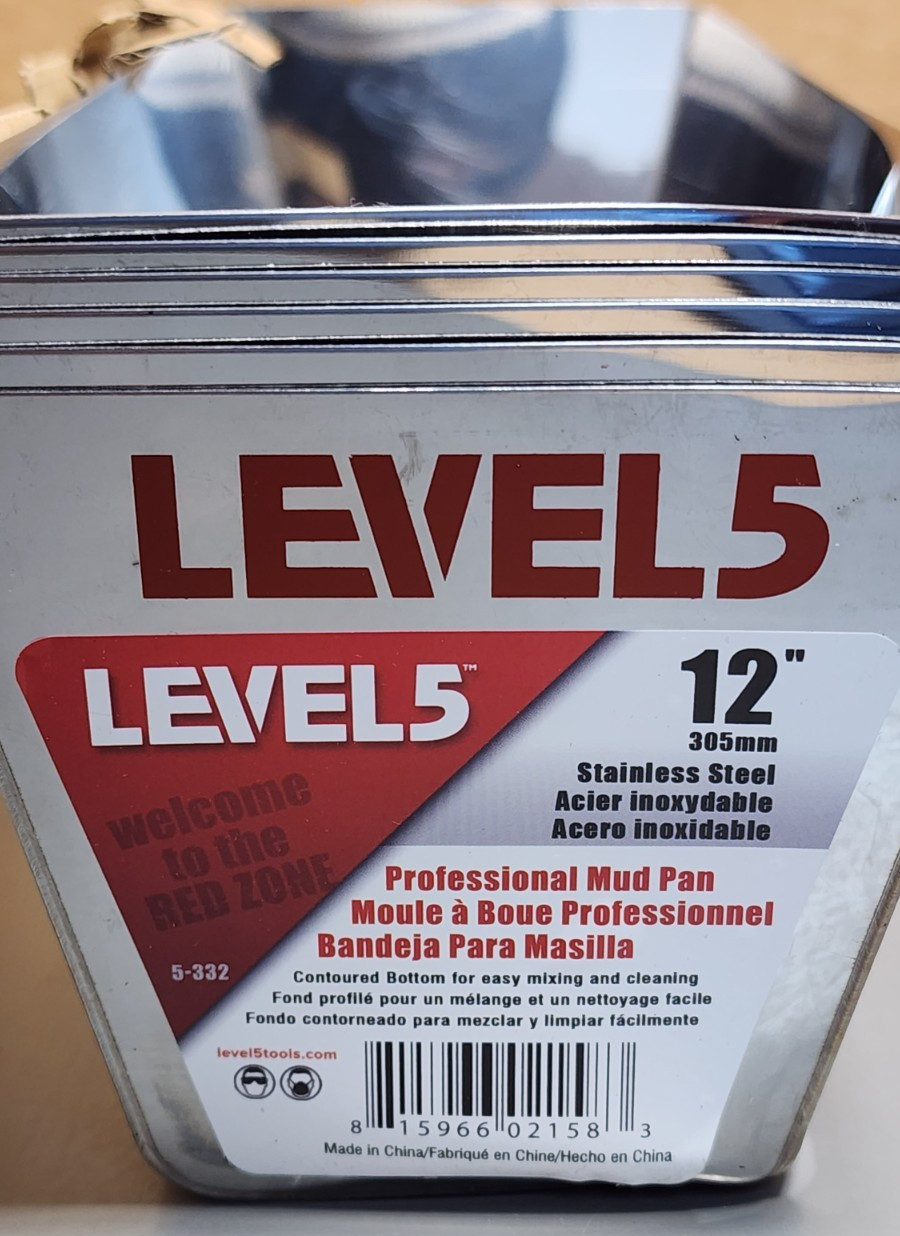 LEVEL5
LEVEL5™
12"
305mm
Stainless Steel
Acier inoxydable
Acero inoxidable
welcome
to the
RED ZONE
Professional Mud Pan
Moule à Boue Professionnel
Bandeja Para Masilla
5-332
Contoured Bottom for easy mixing and cleaning
Fond profilé pour un mélange et un nettoyage facile
Fondo contorneado para mezclar y limpiar fácilmente
level5tools.com
8 15966 02158 3
Made in China/Fabriqué en Chine/Hecho en China